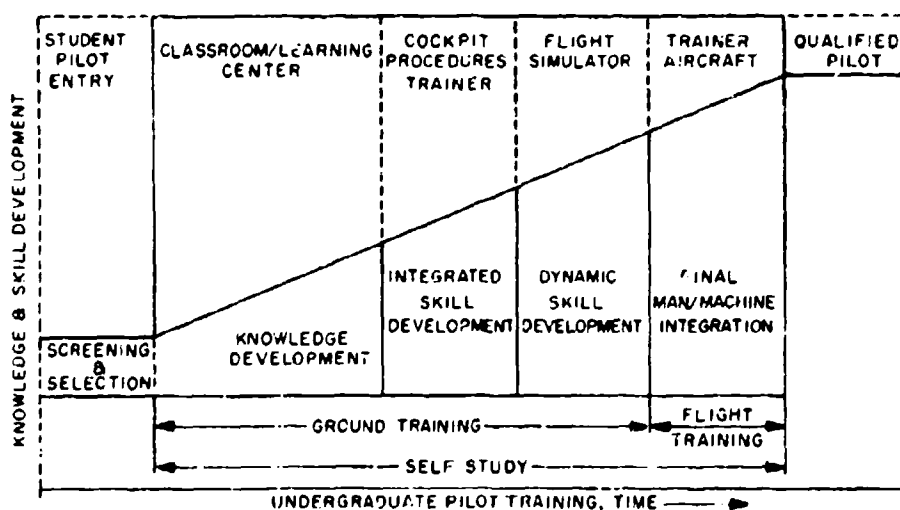 STUDENT
PILOT
ENTRY
CLASSROOM/LEARNING
CENTER
COCKPIT
PROCEDURES
TRAINER
FLIGHT
SIMULATOR
TRAINER
AIRCRAFT
QUALIFIED
PILOT
KNOWLEDGE & SKILL DEVELOPMENT
SCREENING
&
SELECTION
KNOWLEDGE
DEVELOPMENT
INTEGRATED
SKILL
DEVELOPMENT
DYNAMIC
SKILL
DEVELOPMENT
FINAL
MAN/MACHINE
INTEGRATION
GROUND TRAINING
FLIGHT
TRAINING
SELF STUDY
UNDERGRADUATE PILOT TRAINING, TIME